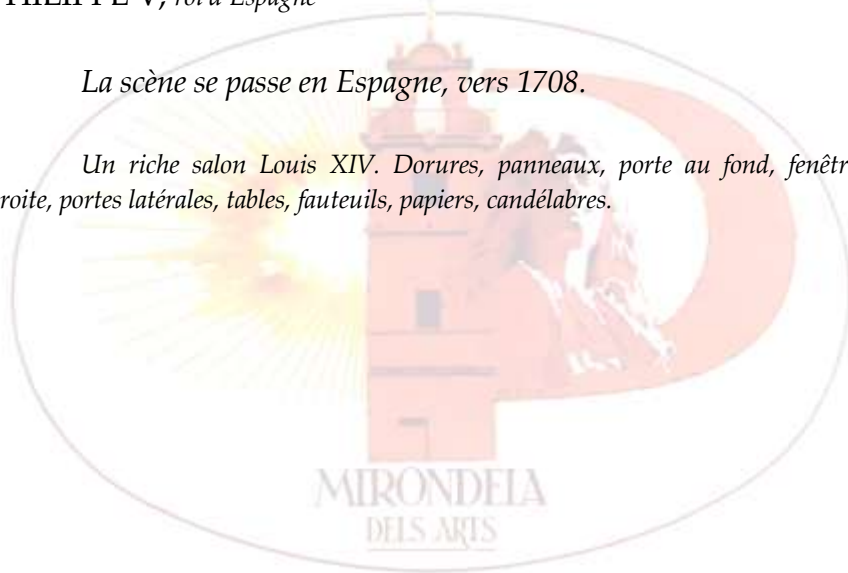 HILIPPE V, roi d'Espagne
La scène se passe en Espagne, vers 1708.
Un riche salon Louis XIV. Dorures, panneaux, porte au fond, fenêtr
roite, portes latérales, tables, fauteuils, papiers, candélabres.
MIRONDELA
DELS ARTS